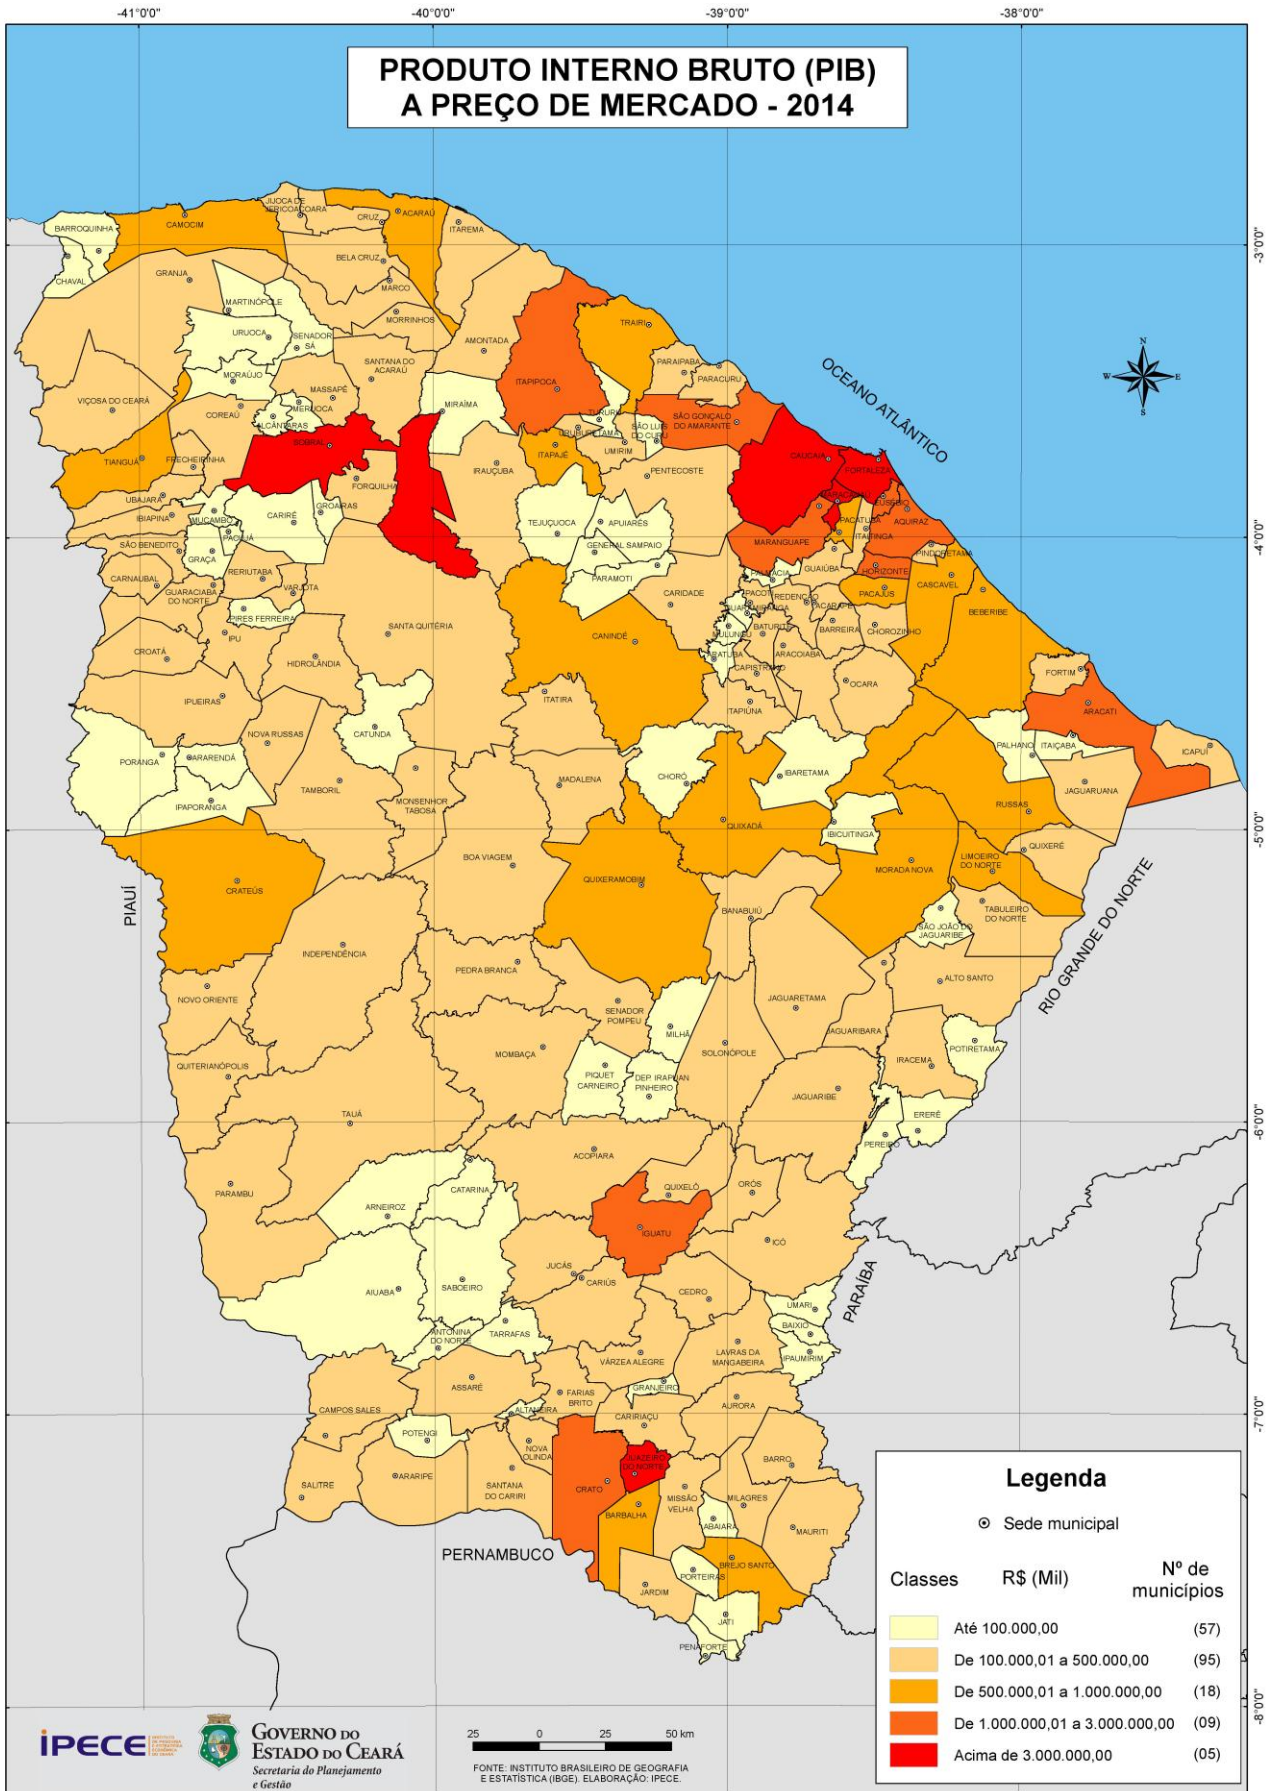 -41°0'0"
-40°0'0"
-39°0'0"
-38°0'0"
PRODUTO INTERNO BRUTO (PIB)
A PREÇO DE MERCADO - 2014
JIJOCA DE
JERICOACOARA
CRUZ
ACARAÚ
ITAREMA
CAMOCIM
BARROQUINHA
CHAVAL
-3°0'0"
BELA CRUZ
GRANJA
MARCO
MARTINÓPOLE
MORRINHOS
URUOCA
SENADOR
SÁ
TRAIRI
AMONTADA
N
W
E
S
OCEANO ATLÂNTICO
SANTANA DO
ACARAÚ
MORAÚJO
MASSAPÊ
ITAPIPOCA
PARAIPABA
PARACURU
VIÇOSA DO CEARÁ
COREAÚ
MERUOCA
ALCÂNTARAS
MIRAÍMA
TURURU
URUBURETAMA
SÃO LUIS
DO CURU
SÃO GONÇALO
DO AMARANTE
SOBRAL
UMIRIM
ITAPAJÉ
CAUCAIA
FORTALEZA
TIANGUÁ
FRECHEIRINHA
IRAUÇUBA
PENTECOSTE
FORQUILHA
MARACANAÚ
EUSÉBIO
UBAJARA
IBIAPINA
MUCAMBO
CARIRÉ
GROAÍRAS
TEJUÇUOCA
APUIARÉS
PACATUBA
AQUIRAZ
ITAITINGA
PACUJÁ
SÃO BENEDITO
GRAÇA
GENERAL SAMPAIO
MARANGUAPE
PINDORETAMA
-4°0'0"
CARNAUBAL
RERIUTABA
VARJOTA
GUARACIABA
DO NORTE
PARAMOTI
PALMÁCIA
GUAIÚBA
HORIZONTE
CASCAVEL
PACAJUS
BEBERIBE
PIRES FERREIRA
CARIDADE
PACOTI
GUARAMIRANGA
REDENÇÃO
ACARAPE
MULUNGU
BATURITÉ
BARREIRA
CHOROZINHO
IPU
SANTA QUITÉRIA
CANINDÉ
CROATÁ
HIDROLÂNDIA
ARATUBA
ARACOIABA
CAPISTRANO
OCARA
FORTIM
IPUEIRAS
ITATIRA
ITAPIÚNA
ARACATI
NOVA RUSSAS
CATUNDA
PORANGA
ARARENDÁ
PALHANO
ITAIÇABA
ICAPUÍ
IPAPORANGA
TAMBORIL
MONSENHOR
TABOSA
MADALENA
CHORÓ
IBARETAMA
JAGUARUANA
RUSSAS
QUIXADÁ
IBICUITINGA
-5°0'0"
QUIXERÉ
LIMOEIRO
DO NORTE
BOA VIAGEM
MORADA NOVA
CRATEÚS
QUIXERAMOBIM
PIAUÍ
BANABUIÚ
TABULEIRO
DO NORTE
SÃO JOÃO DO
JAGUARIBE
RIO GRANDE DO NORTE
INDEPENDÊNCIA
PEDRA BRANCA
ALTO SANTO
NOVO ORIENTE
JAGUARETAMA
SENADOR
POMPEU
MILHÃ
JAGUARIBARA
POTIRETAMA
MOMBAÇA
SOLONÓPOLE
IRACEMA
QUITERIANÓPOLIS
PIQUET
CARNEIRO
DEP. IRAPUAN
PINHEIRO
JAGUARIBE
TAUÁ
ERERÊ
-6°0'0"
PEREIRO
ACOPIARA
PARAMBU
CATARINA
QUIXELÔ
ORÓS
ARNEIROZ
IGUATU
ICÓ
JUCÁS
CARIÚS
PARAÍBA
AIUABA
SABOEIRO
CEDRO
UMARI
ANTONINA
DO NORTE
TARRAFAS
BAIXIO
IPAUMIRIM
VÁRZEA ALEGRE
LAVRAS DA
MANGABEIRA
ASSARÉ
FARIAS
BRITO
GRANJEIRO
AURORA
CAMPOS SALES
ALTANEIRA
CARIRIAÇU
-7°0'0"
POTENGI
NOVA
OLINDA
JUAZEIRO
DO NORTE
BARRO
SALITRE
ARARIPE
SANTANA
DO CARIRI
CRATO
MISSÃO
VELHA
MILAGRES
BARBALHA
ABAIARA
MAURITI
PERNAMBUCO
BREJO SANTO
PORTEIRAS
JARDIM
JATI
PENAFORTE
-8°0'0"
Legenda
Sede municipal
Classes R$ (Mil) Nº de
municípios
Até 100.000,00 (57)
De 100.000,01 a 500.000,00 (95)
De 500.000,01 a 1.000.000,00 (18)
De 1.000.000,01 a 3.000.000,00 (09)
Acima de 3.000.000,00 (05)
iPECE
GOVERNO DO
ESTADO DO CEARÁ
Secretaria do Planejamento
e Gestão
25 0 25 50 km
FONTE: INSTITUTO BRASILEIRO DE GEOGRAFIA
E ESTATÍSTICA (IBGE). ELABORAÇÃO: IPECE.